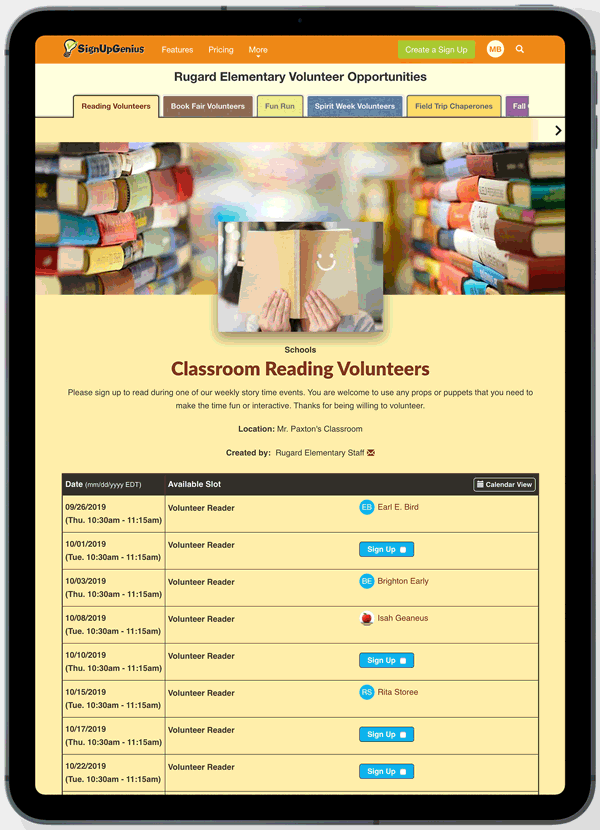 SignUpGenius Features Pricing More Create a Sign Up MB
Rugard Elementary Volunteer Opportunities
Reading Volunteers Book Fair Volunteers Fun Run Spirit Week Volunteers Field Trip Chaperones Fall
Schools
Classroom Reading Volunteers
Please sign up to read during one of our weekly story time events. You are welcome to use any props or puppets that you need to
make the time fun or interactive. Thanks for being willing to volunteer.
Location: Mr. Paxton's Classroom
Created by: Rugard Elementary Staff
Date (mm/dd/yyyy EDT) Available Slot Calendar View
09/26/2019 Volunteer Reader EB Earl E. Bird
(Thu. 10:30am - 11:15am)
10/01/2019 Volunteer Reader Sign Up
(Tue. 10:30am - 11:15am)
10/03/2019 Volunteer Reader BE Brighton Early
(Thu. 10:30am - 11:15am)
10/08/2019 Volunteer Reader Isah Geaneus
(Tue. 10:30am - 11:15am)
10/10/2019 Volunteer Reader Sign Up
(Thu. 10:30am - 11:15am)
10/15/2019 Volunteer Reader RS Rita Storee
(Tue. 10:30am - 11:15am)
10/17/2019 Volunteer Reader Sign Up
(Thu. 10:30am - 11:15am)
10/22/2019 Volunteer Reader Sign Up
(Tue. 10:30am - 11:15am)